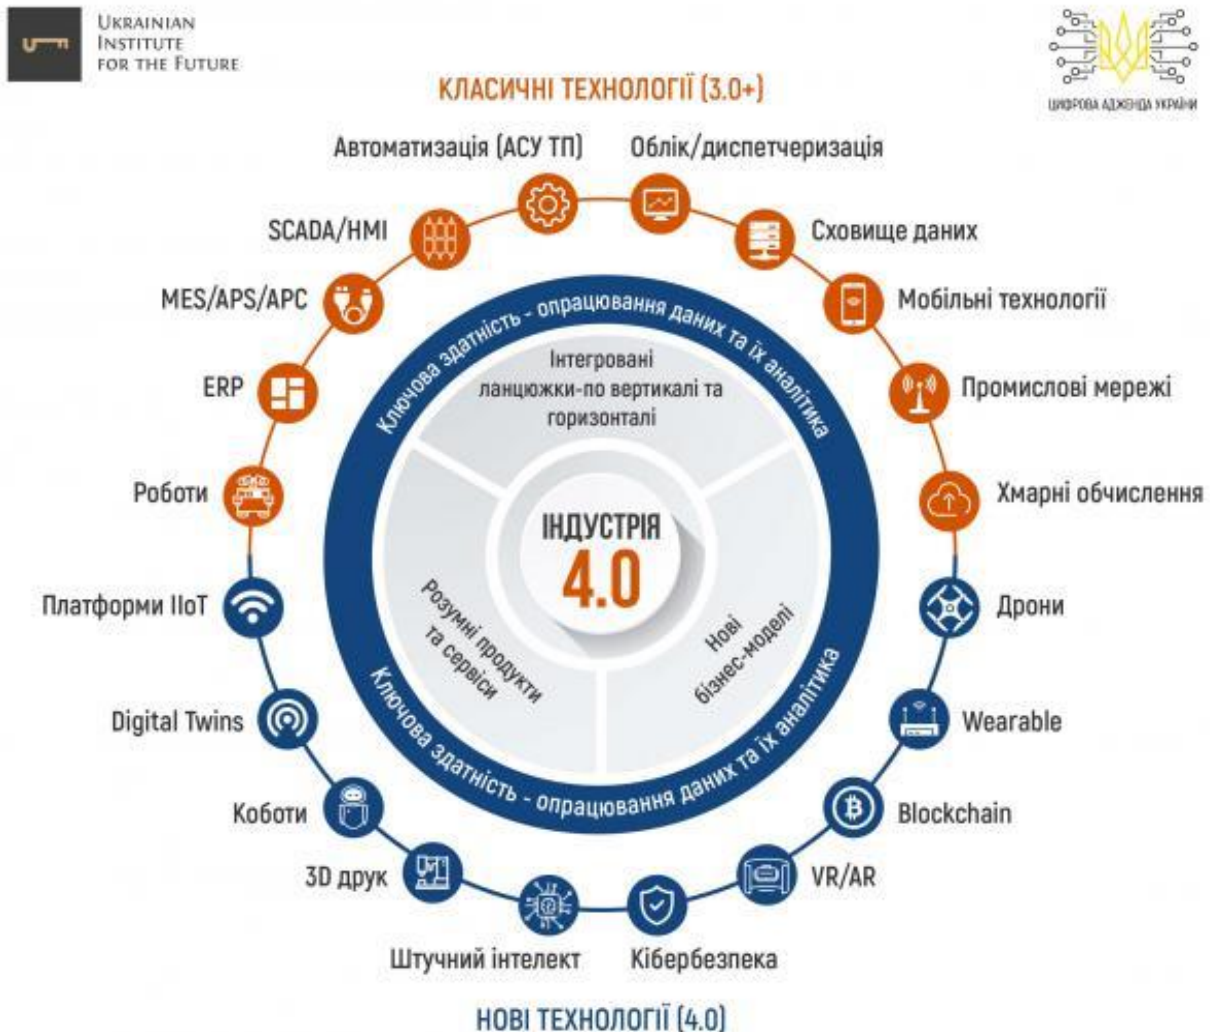 UKRAINIAN
INSTITUTE
FOR THE FUTURE
ЦИФРОВА АДЖЕНДА УКРАЇНИ
КЛАСИЧНІ ТЕХНОЛОГІЇ (3.0+)
Автоматизація (АСУ ТП)
Облік/диспетчеризація
SCADA/HMI
Сховище даних
MES/APS/APC
Мобільні технології
ERP
Промислові мережі
Роботи
Хмарні обчислення
Ключова здатність - опрацювання даних та їх аналітика
Інтегровані
ланцюжки-по вертикалі та
горизонталі
ІНДУСТРІЯ
4.0
Розумні продукти
та сервіси
Нові
бізнес-моделі
Ключова здатність - опрацювання даних та їх аналітика
Платформи IIoT
Дрони
Digital Twins
Wearable
Коботи
Blockchain
3D друк
VR/AR
Штучний інтелект
Кібербезпека
НОВІ ТЕХНОЛОГІЇ (4.0)